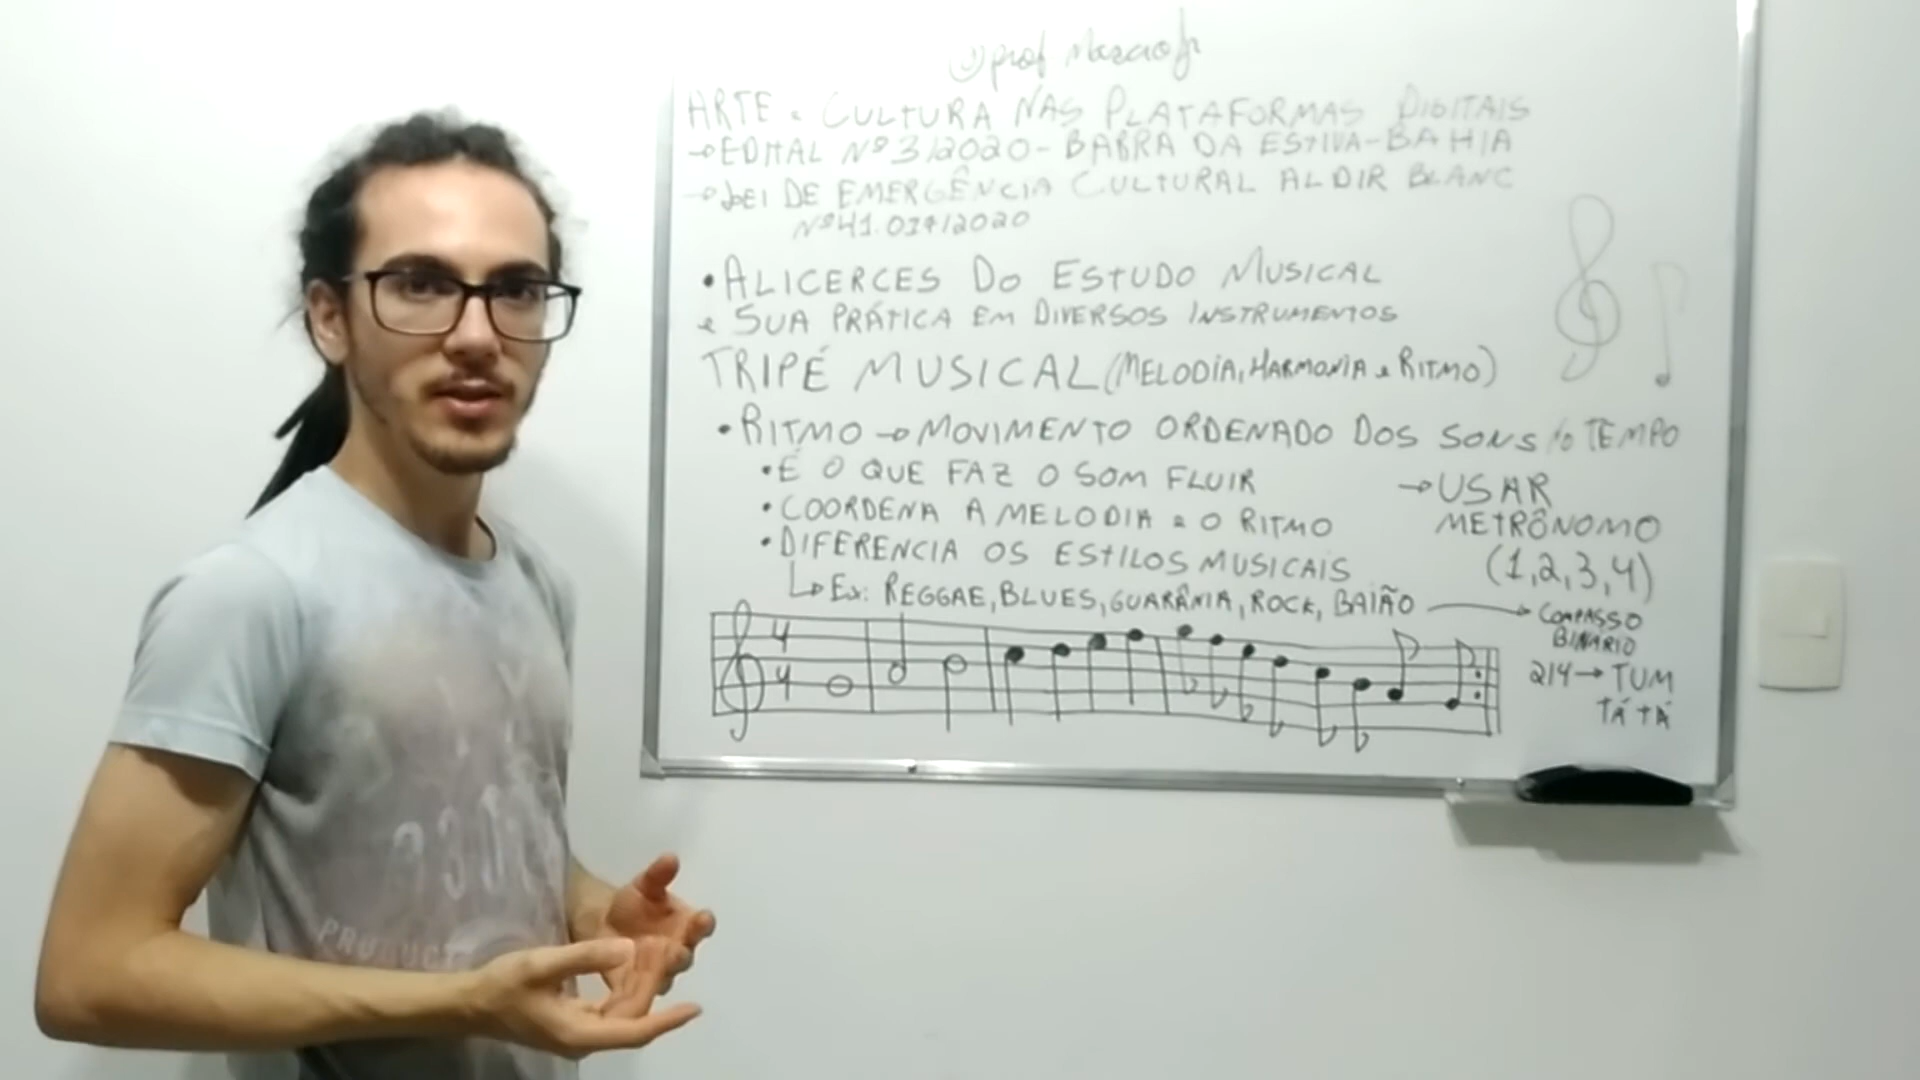 @prof Marcio Jr
ARTE e CULTURA NAS PLATAFORMAS DIGITAIS
→ EDITAL Nº 3/2020 - BARRA DA ESTIVA - BAHIA
→ LEI DE EMERGÊNCIA CULTURAL ALDIR BLANC
Nº 41.017/2020
• ALICERCES DO ESTUDO MUSICAL
e SUA PRÁTICA EM DIVERSOS INSTRUMENTOS
TRIPÉ MUSICAL (MELODIA, HARMONIA e RITMO)
• RITMO → MOVIMENTO ORDENADO DOS SONS no TEMPO
• É O QUE FAZ O SOM FLUIR
• COORDENA A MELODIA e O RITMO
• DIFERENCIA OS ESTILOS MUSICAIS
↳ Ex: REGGAE, BLUES, GUARÂNIA, ROCK, BAIÃO →
→ USAR
METRÔNOMO
(1,2,3,4)
COMPASSO
BINÁRIO
2/4 → TUM
TÁ TÁ
4
4
PRODUCT